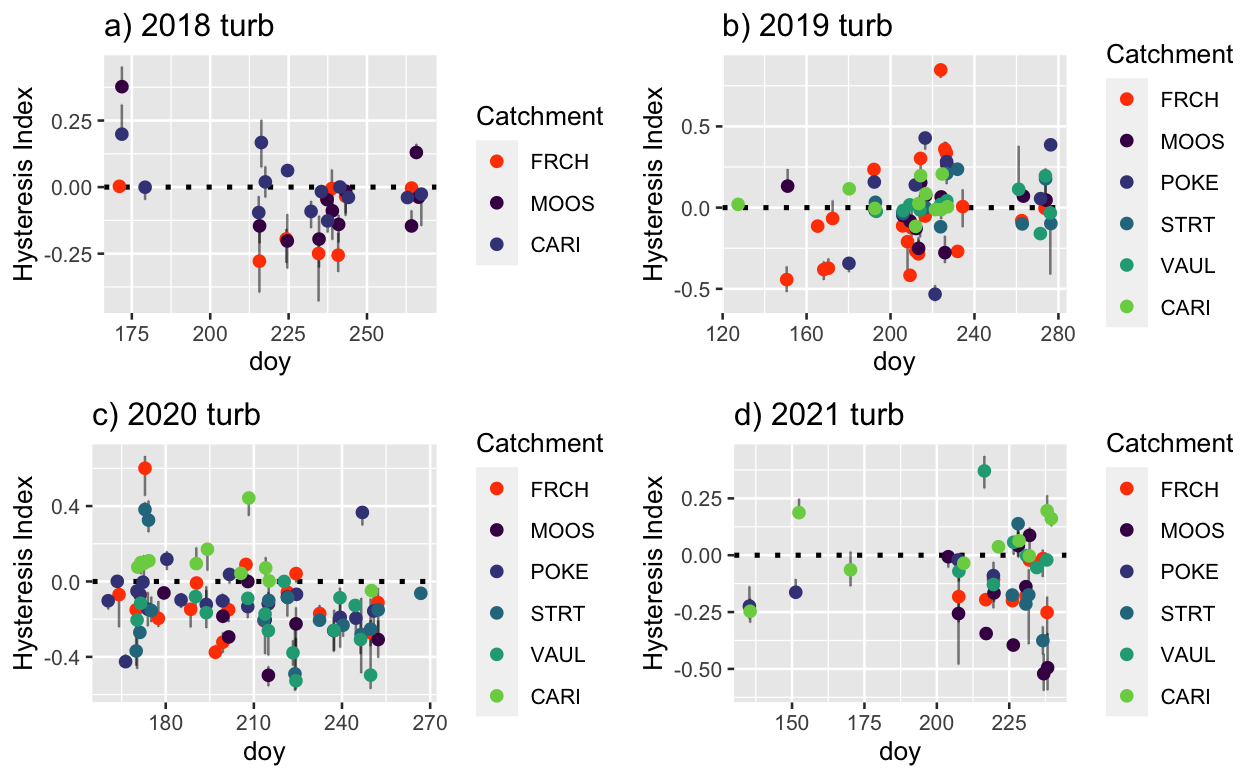 a) 2018 turb
Hysteresis Index
0.25
0.00
-0.25
175
200
225
250
doy
Catchment
FRCH
MOOS
CARI
b) 2019 turb
Hysteresis Index
0.5
0.0
-0.5
120
160
200
240
280
doy
Catchment
FRCH
MOOS
POKE
STRT
VAUL
CARI
c) 2020 turb
Hysteresis Index
0.4
0.0
-0.4
180
210
240
270
doy
Catchment
FRCH
MOOS
POKE
STRT
VAUL
CARI
d) 2021 turb
Hysteresis Index
0.25
0.00
-0.25
-0.50
150
175
200
225
doy
Catchment
FRCH
MOOS
POKE
STRT
VAUL
CARI